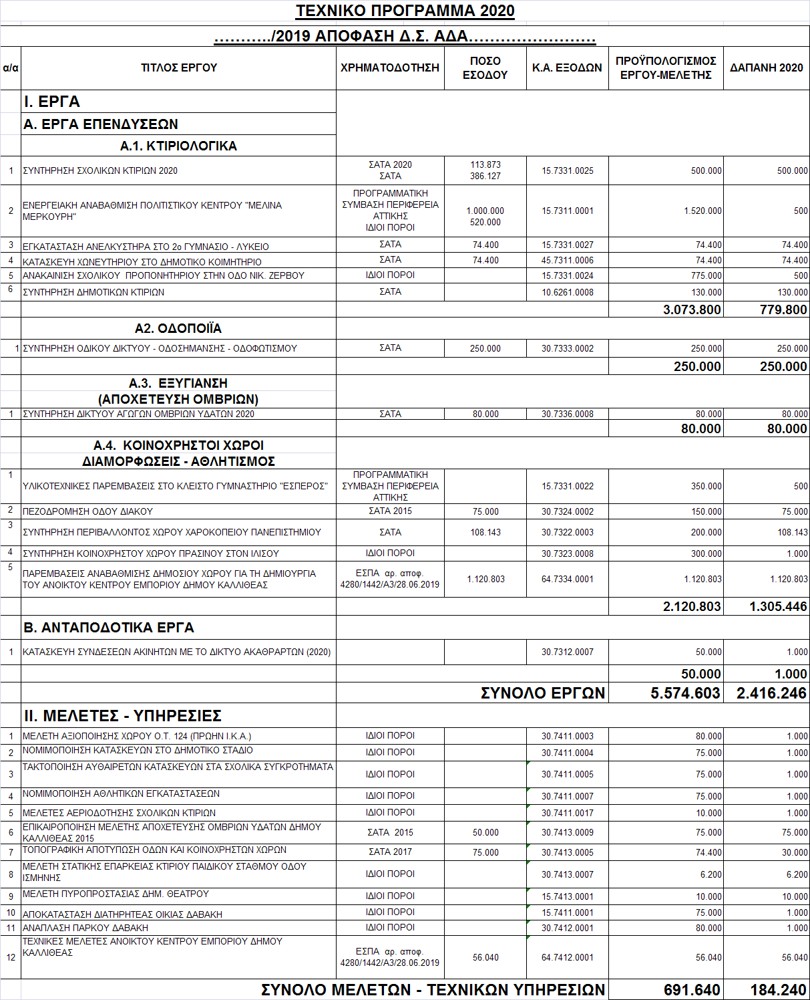 ΤΕΧΝΙΚΟ ΠΡΟΓΡΑΜΜΑ 2020
………../2019 ΑΠΟΦΑΣΗ Δ.Σ. ΑΔΑ……………………
α/α ΤΙΤΛΟΣ ΕΡΓΟΥ ΧΡΗΜΑΤΟΔΟΤΗΣΗ ΠΟΣΟ ΕΣΟΔΟΥ Κ.Α. ΕΞΟΔΩΝ ΠΡΟΫΠΟΛΟΓΙΣΜΟΣ ΕΡΓΟΥ-ΜΕΛΕΤΗΣ ΔΑΠΑΝΗ 2020
Ι. ΕΡΓΑ
Α. ΕΡΓΑ ΕΠΕΝΔΥΣΕΩΝ
Α.1. ΚΤΙΡΙΟΛΟΓΙΚΑ
1 ΣΥΝΤΗΡΗΣΗ ΣΧΟΛΙΚΩΝ ΚΤΙΡΙΩΝ 2020 ΣΑΤΑ 2020 ΣΑΤΑ 113.873 386.127 15.7331.0025 500.000 500.000
2 ΕΝΕΡΓΕΙΑΚΗ ΑΝΑΒΑΘΜΙΣΗ ΠΟΛΙΤΙΣΤΙΚΟΥ ΚΕΝΤΡΟΥ "ΜΕΛΙΝΑ ΜΕΡΚΟΥΡΗ" ΠΡΟΓΡΑΜΜΑΤΙΚΗ ΣΥΜΒΑΣΗ ΠΕΡΙΦΕΡΕΙΑ ΑΤΤΙΚΗΣ ΙΔΙΟΙ ΠΟΡΟΙ 1.000.000 520.000 15.7311.0001 1.520.000 500
3 ΕΓΚΑΤΑΣΤΑΣΗ ΑΝΕΛΚΥΣΤΗΡΑ ΣΤΟ 2ο ΓΥΜΝΑΣΙΟ - ΛΥΚΕΙΟ ΣΑΤΑ 74.400 15.7331.0027 74.400 74.400
4 ΚΑΤΑΣΚΕΥΗ ΧΩΝΕΥΤΗΡΙΟΥ ΣΤΟ ΔΗΜΟΤΙΚΟ ΚΟΙΜΗΤΗΡΙΟ ΣΑΤΑ 74.400 45.7311.0006 74.400 74.400
5 ΑΝΑΚΑΙΝΙΣΗ ΣΧΟΛΙΚΟΥ ΠΡΟΠΟΝΗΤΗΡΙΟΥ ΣΤΗΝ ΟΔΟ ΝΙΚ. ΖΕΡΒΟΥ ΙΔΙΟΙ ΠΟΡΟΙ 15.7331.0024 775.000 500
6 ΣΥΝΤΗΡΗΣΗ ΔΗΜΟΤΙΚΩΝ ΚΤΙΡΙΩΝ ΣΑΤΑ 10.6261.0008 130.000 130.000
3.073.800 779.800
Α2. ΟΔΟΠΟΙΪΑ
1 ΣΥΝΤΗΡΗΣΗ ΟΔΙΚΟΥ ΔΙΚΤΥΟΥ - ΟΔΟΣΗΜΑΝΣΗΣ - ΟΔΟΦΩΤΙΣΜΟΥ ΣΑΤΑ 250.000 30.7333.0002 250.000 250.000
250.000 250.000
Α.3. ΕΞΥΓΙΑΝΣΗ
(ΑΠΟΧΕΤΕΥΣΗ ΟΜΒΡΙΩΝ)
1 ΣΥΝΤΗΡΗΣΗ ΔΙΚΤΥΟΥ ΑΓΩΓΩΝ ΟΜΒΡΙΩΝ ΥΔΑΤΩΝ 2020 ΣΑΤΑ 80.000 30.7336.0008 80.000 80.000
80.000 80.000
Α.4. ΚΟΙΝΟΧΡΗΣΤΟΙ ΧΩΡΟΙ
ΔΙΑΜΟΡΦΩΣΕΙΣ - ΑΘΛΗΤΙΣΜΟΣ
1 ΥΛΙΚΟΤΕΧΝΙΚΕΣ ΠΑΡΕΜΒΑΣΕΙΣ ΣΤΟ ΚΛΕΙΣΤΟ ΓΥΜΝΑΣΤΗΡΙΟ "ΕΣΠΕΡΟΣ" ΠΡΟΓΡΑΜΜΑΤΙΚΗ ΣΥΜΒΑΣΗ ΠΕΡΙΦΕΡΕΙΑ ΑΤΤΙΚΗΣ 15.7331.0022 350.000 500
2 ΠΕΖΟΔΡΟΜΗΣΗ ΟΔΟΥ ΔΙΑΚΟΥ ΣΑΤΑ 2015 75.000 30.7324.0002 150.000 75.000
3 ΣΥΝΤΗΡΗΣΗ ΠΕΡΙΒΑΛΛΟΝΤΟΣ ΧΩΡΟΥ ΧΑΡΟΚΟΠΕΙΟΥ ΠΑΝΕΠΙΣΤΗΜΙΟΥ ΣΑΤΑ 108.143 30.7322.0003 200.000 108.143
4 ΣΥΝΤΗΡΗΣΗ ΚΟΙΝΟΧΡΗΣΤΟΥ ΧΩΡΟΥ ΠΡΑΣΙΝΟΥ ΣΤΟΝ ΙΛΙΣΟΥ ΙΔΙΟΙ ΠΟΡΟΙ 30.7323.0008 300.000 1.000
5 ΠΑΡΕΜΒΑΣΕΙΣ ΑΝΑΒΑΘΜΙΣΗΣ ΔΗΜΟΣΙΟΥ ΧΩΡΟΥ ΓΙΑ ΤΗ ΔΗΜΙΟΥΡΓΙΑ ΤΟΥ ΑΝΟΙΚΤΟΥ ΚΕΝΤΡΟΥ ΕΜΠΟΡΙΟΥ ΔΗΜΟΥ ΚΑΛΛΙΘΕΑΣ ΕΣΠΑ αρ. αποφ. 4280/1442/Α3/28.06.2019 1.120.803 64.7334.0001 1.120.803 1.120.803
2.120.803 1.305.446
Β. ΑΝΤΑΠΟΔΟΤΙΚΑ ΕΡΓΑ
1 ΚΑΤΑΣΚΕΥΗ ΣΥΝΔΕΣΕΩΝ ΑΚΙΝΗΤΩΝ ΜΕ ΤΟ ΔΙΚΤΥΟ ΑΚΑΘΡΑΡΤΩΝ (2020) 30.7312.0007 50.000 1.000
50.000 1.000
ΣΥΝΟΛΟ ΕΡΓΩΝ 5.574.603 2.416.246
ΙΙ. ΜΕΛΕΤΕΣ - ΥΠΗΡΕΣΙΕΣ
1 ΜΕΛΕΤΗ ΑΞΙΟΠΟΙΗΣΗΣ ΧΩΡΟΥ Ο.Τ. 124 (ΠΡΩΗΝ Ι.Κ.Α.) ΙΔΙΟΙ ΠΟΡΟΙ 30.7411.0003 80.000 1.000
2 ΝΟΜΙΜΟΠΟΙΗΣΗ ΚΑΤΑΣΚΕΥΩΝ ΣΤΟ ΔΗΜΟΤΙΚΟ ΣΤΑΔΙΟ ΙΔΙΟΙ ΠΟΡΟΙ 30.7411.0004 75.000 1.000
3 ΤΑΚΤΟΠΟΙΗΣΗ ΑΥΘΑΙΡΕΤΩΝ ΚΑΤΑΣΚΕΥΩΝ ΣΤΑ ΣΧΟΛΙΚΑ ΣΥΓΚΡΟΤΗΜΑΤΑ ΙΔΙΟΙ ΠΟΡΟΙ 30.7411.0005 75.000 1.000
4 ΝΟΜΙΜΟΠΟΙΗΣΗ ΑΘΛΗΤΙΚΩΝ ΕΓΚΑΤΑΣΤΑΣΕΩΝ ΙΔΙΟΙ ΠΟΡΟΙ 30.7411.0007 75.000 1.000
5 ΜΕΛΕΤΕΣ ΑΕΡΙΟΔΟΤΗΣΗΣ ΣΧΟΛΙΚΩΝ ΚΤΙΡΙΩΝ ΙΔΙΟΙ ΠΟΡΟΙ 30.7411.0017 10.000 1.000
6 ΕΠΙΚΑΙΡΟΠΟΙΗΣΗ ΜΕΛΕΤΗΣ ΑΠΟΧΕΤΕΥΣΗΣ ΟΜΒΡΙΩΝ ΥΔΑΤΩΝ ΔΗΜΟΥ ΚΑΛΛΙΘΕΑΣ 2015 ΣΑΤΑ 2015 50.000 30.7413.0009 75.000 75.000
7 ΤΟΠΟΓΡΑΦΙΚΗ ΑΠΟΤΥΠΩΣΗ ΟΔΩΝ ΚΑΙ ΚΟΙΝΟΧΡΗΣΤΩΝ ΧΩΡΩΝ ΣΑΤΑ 2017 75.000 30.7413.0005 74.400 30.000
8 ΜΕΛΕΤΗ ΣΤΑΤΙΚΗΣ ΕΠΑΡΚΕΙΑΣ ΚΤΙΡΙΟΥ ΠΑΙΔΙΚΟΥ ΣΤΑΘΜΟΥ ΟΔΟΥ ΙΣΜΗΝΗΣ ΙΔΙΟΙ ΠΟΡΟΙ 30.7413.0007 6.200 6.200
9 ΜΕΛΕΤΗ ΠΥΡΟΠΡΟΣΤΑΣΙΑΣ ΔΗΜ. ΘΕΑΤΡΟΥ ΙΔΙΟΙ ΠΟΡΟΙ 15.7413.0001 10.000 10.000
10 ΑΠΟΚΑΤΑΣΤΑΣΗ ΔΙΑΤΗΡΗΤΕΑΣ ΟΙΚΙΑΣ ΔΑΒΑΚΗ ΙΔΙΟΙ ΠΟΡΟΙ 15.7411.0001 75.000 1.000
11 ΑΝΑΠΛΑΣΗ ΠΑΡΚΟΥ ΔΑΒΑΚΗ ΙΔΙΟΙ ΠΟΡΟΙ 30.7412.0001 80.000 1.000
12 ΤΕΧΝΙΚΕΣ ΜΕΛΕΤΕΣ ΑΝΟΙΚΤΟΥ ΚΕΝΤΡΟΥ ΕΜΠΟΡΙΟΥ ΔΗΜΟΥ ΚΑΛΛΙΘΕΑΣ ΕΣΠΑ αρ. αποφ. 4280/1442/Α3/28.06.2019 56.040 64.7412.0001 56.040 56.040
ΣΥΝΟΛΟ ΜΕΛΕΤΩΝ - ΤΕΧΝΙΚΩΝ ΥΠΗΡΕΣΙΩΝ 691.640 184.240